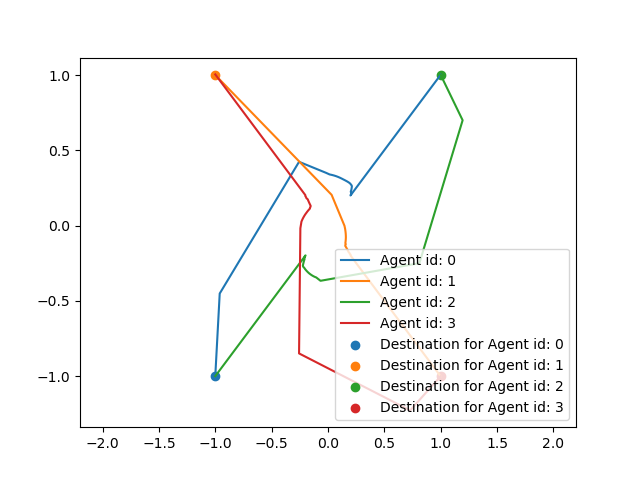 1.0
0.5
0.0
−0.5
−1.0
Agent id: 0
Agent id: 1
Agent id: 2
Agent id: 3
Destination for Agent id: 0
Destination for Agent id: 1
Destination for Agent id: 2
Destination for Agent id: 3
−2.0 −1.5 −1.0 −0.5 0.0 0.5 1.0 1.5 2.0